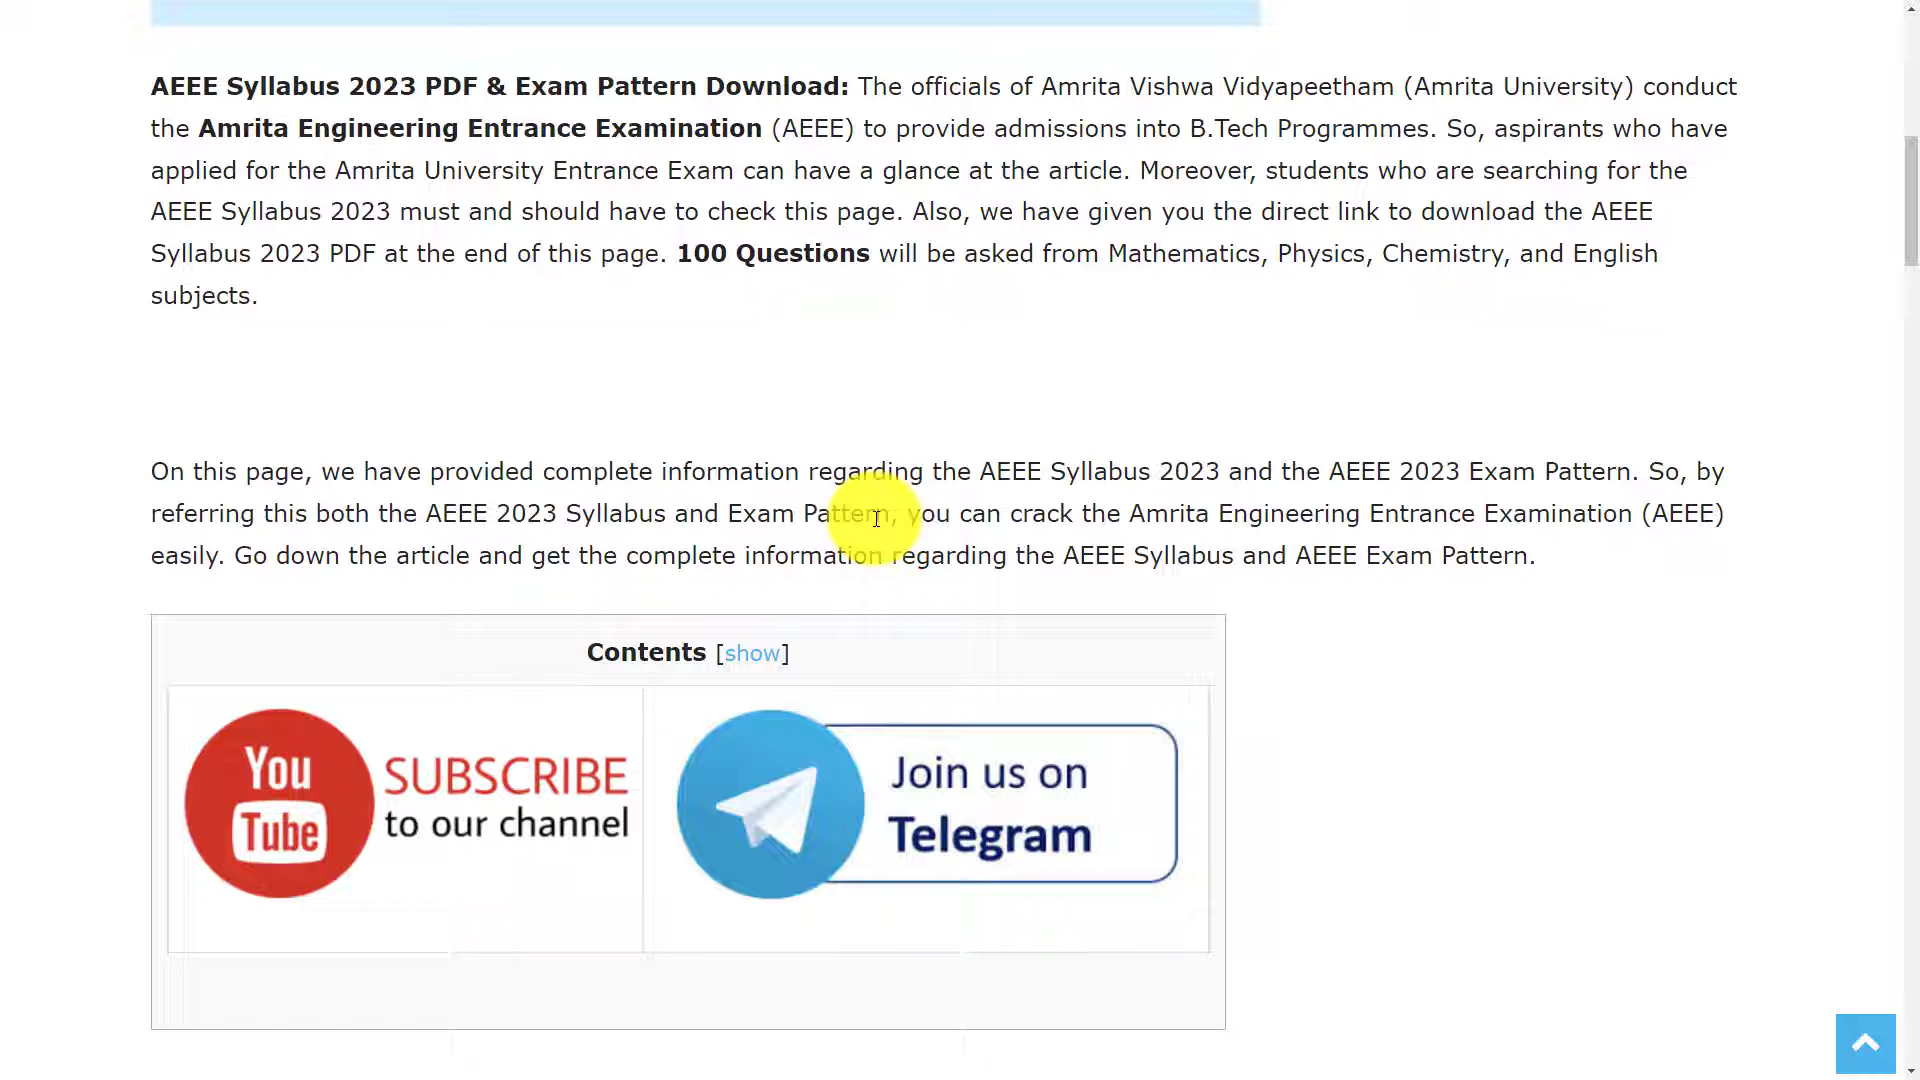 AEEE Syllabus 2023 PDF & Exam Pattern Download: The officials of Amrita Vishwa Vidyapeetham (Amrita University) conduct
the Amrita Engineering Entrance Examination (AEEE) to provide admissions into B.Tech Programmes. So, aspirants who have
applied for the Amrita University Entrance Exam can have a glance at the article. Moreover, students who are searching for the
AEEE Syllabus 2023 must and should have to check this page. Also, we have given you the direct link to download the AEEE
Syllabus 2023 PDF at the end of this page. 100 Questions will be asked from Mathematics, Physics, Chemistry, and English
subjects.
On this page, we have provided complete information regarding the AEEE Syllabus 2023 and the AEEE 2023 Exam Pattern. So, by
referring this both the AEEE 2023 Syllabus and Exam Pattern, you can crack the Amrita Engineering Entrance Examination (AEEE)
easily. Go down the article and get the complete information regarding the AEEE Syllabus and AEEE Exam Pattern.
Contents [show]
You
Tube
SUBSCRIBE
to our channel
Join us on
Telegram